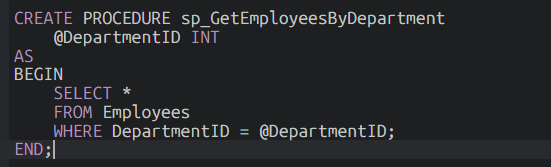 CREATE PROCEDURE sp_GetEmployeesByDepartment
    @DepartmentID INT
AS
BEGIN
    SELECT *
    FROM Employees
    WHERE DepartmentID = @DepartmentID;
END;